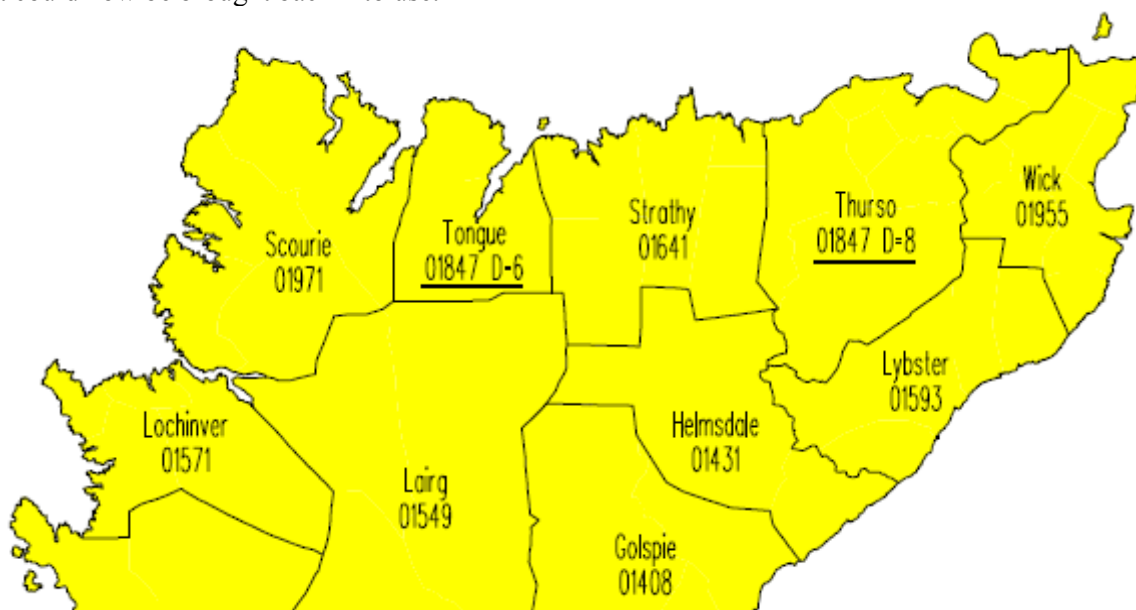 Wick
01955
Thurso
01847 D=8
Strathy
01641
Tongue
01847 D=6
Scourie
01971
Lybster
01593
Helmsdale
01431
Lochinver
01571
Lairg
01549
Golspie
01408